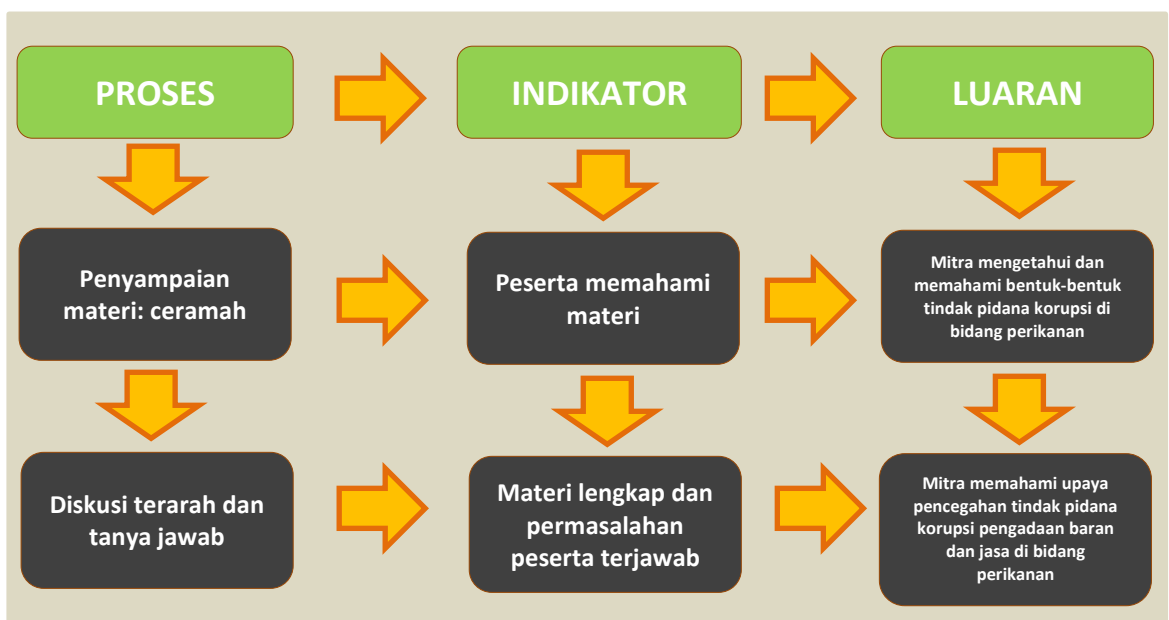 PROSES
INDIKATOR
LUARAN
Penyampaian
materi: ceramah
Peserta memahami
materi
Mitra mengetahui dan
memahami bentuk-bentuk
tindak pidana korupsi di
bidang perikanan
Diskusi terarah dan
tanya jawab
Materi lengkap dan
permasalahan
peserta terjawab
Mitra memahami upaya
pencegahan tindak pidana
korupsi pengadaan baran
dan jasa di bidang
perikanan